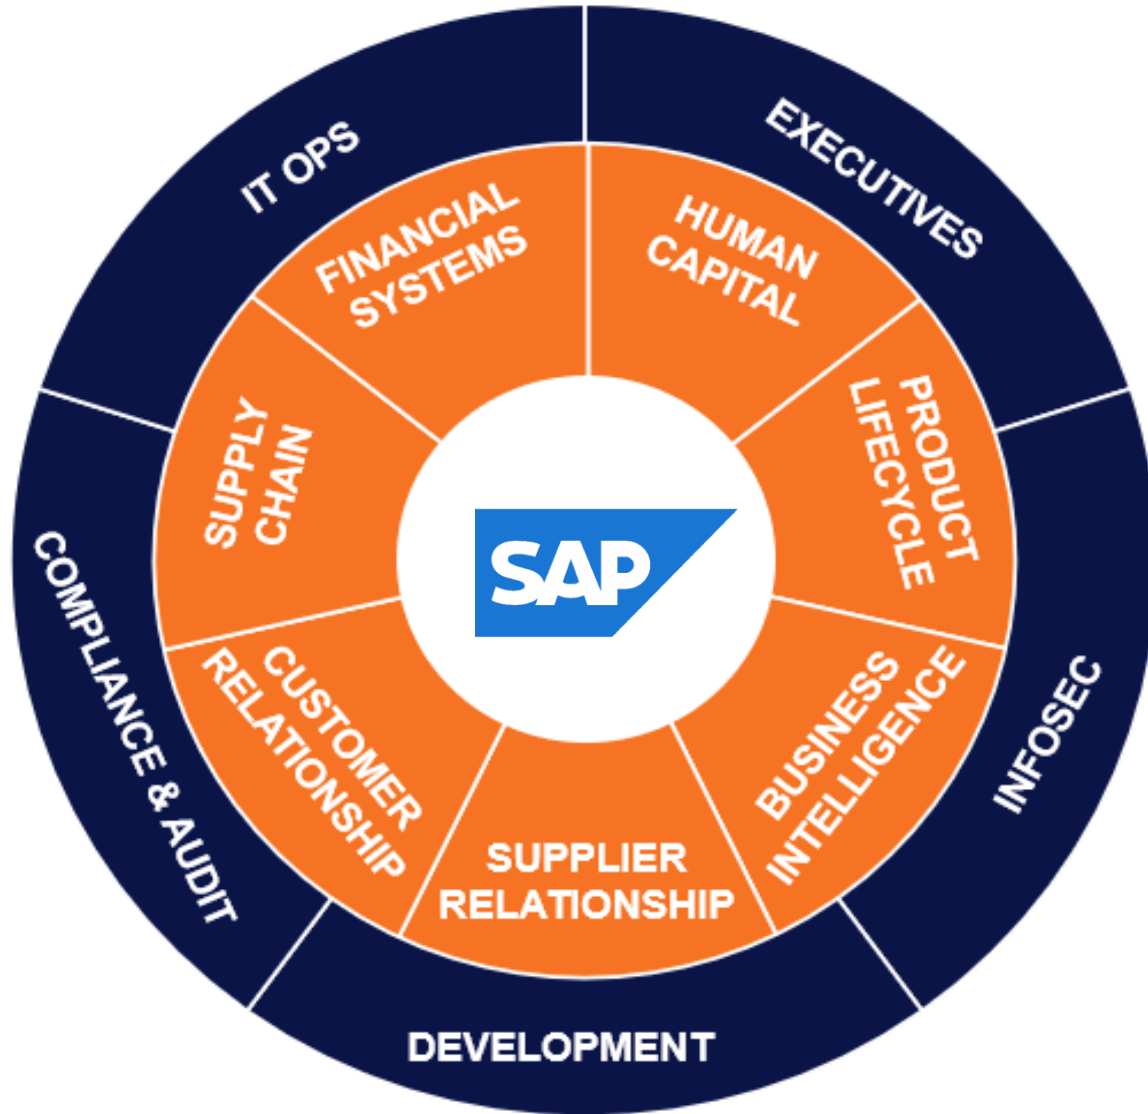 IT OPS
EXECUTIVES
FINANCIAL
SYSTEMS
HUMAN
CAPITAL
SUPPLY
CHAIN
PRODUCT
LIFECYCLE
SAP
COMPLIANCE & AUDIT
CUSTOMER
RELATIONSHIP
BUSINESS
INTELLIGENCE
INFOSEC
SUPPLIER
RELATIONSHIP
DEVELOPMENT